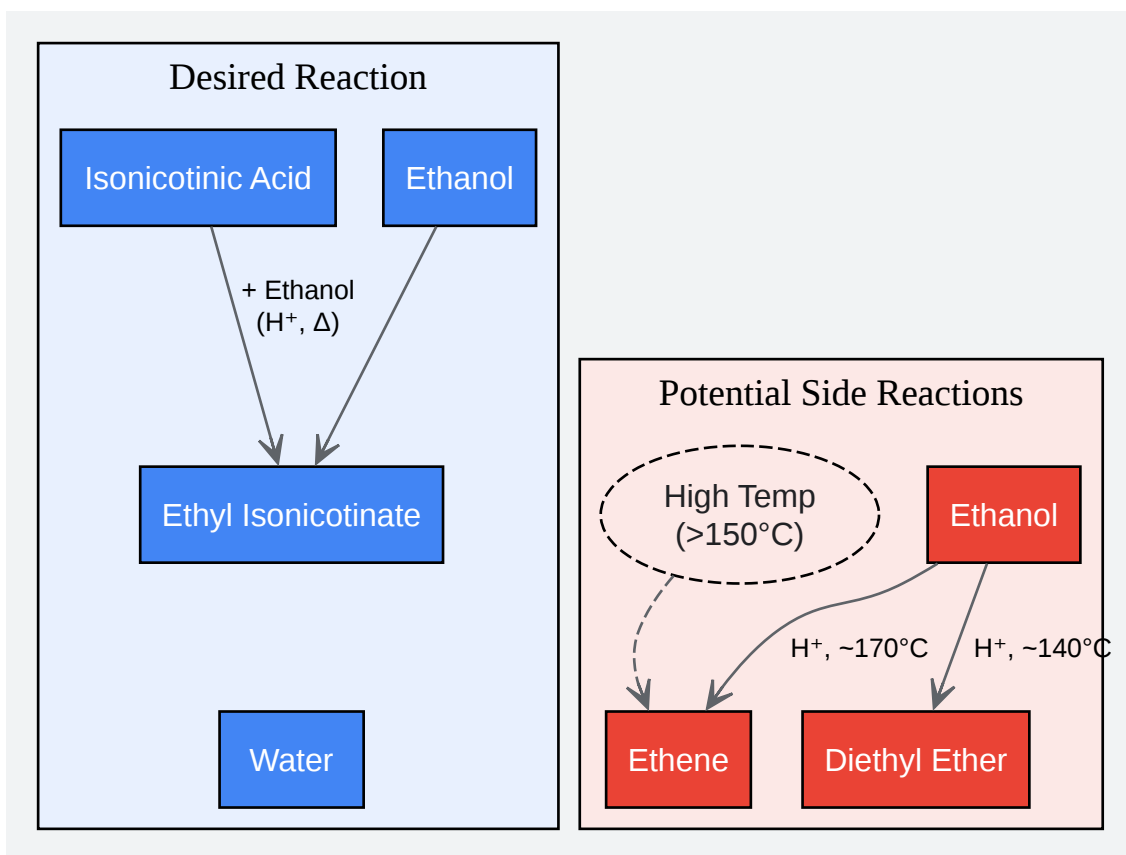 Desired Reaction
Isonicotinic Acid
Ethanol
+ Ethanol
(H⁺, Δ)
Ethyl Isonicotinate
Water
Potential Side Reactions
High Temp
(>150°C)
Ethanol
H⁺, ~170°C
H⁺, ~140°C
Ethene
Diethyl Ether